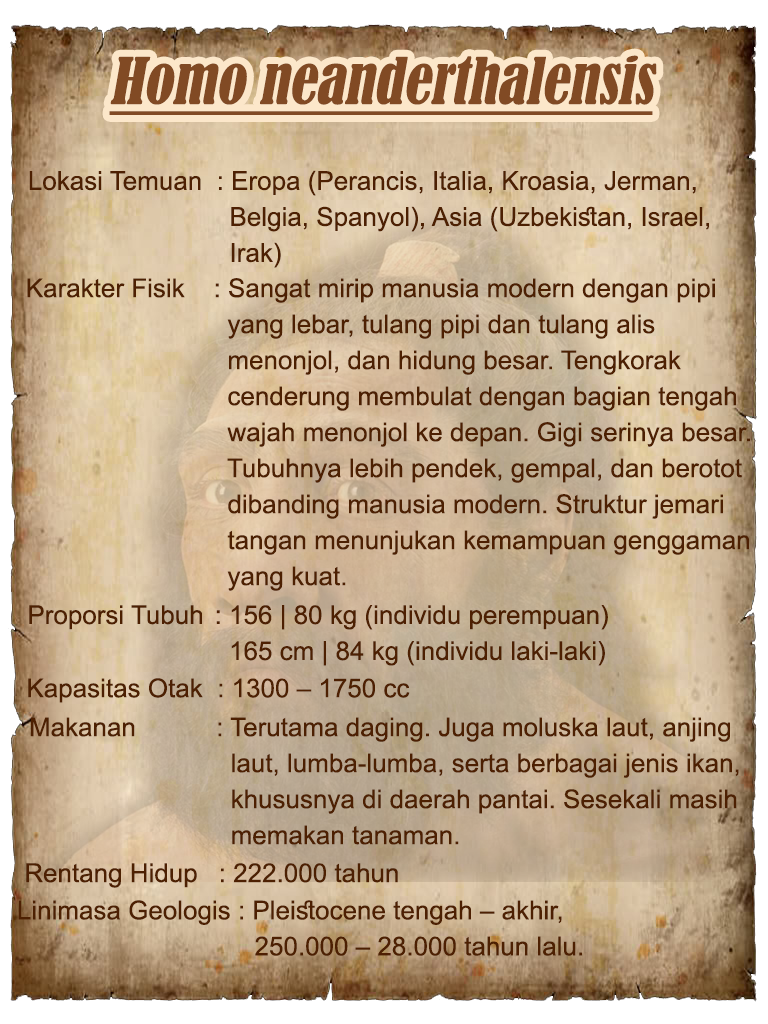 Homo neanderthalensis
Lokasi Temuan : Eropa (Perancis, Italia, Kroasia, Jerman,
Belgia, Spanyol), Asia (Uzbekistan, Israel,
Irak)
Karakter Fisik : Sangat mirip manusia modern dengan pipi
yang lebar, tulang pipi dan tulang alis
menonjol, dan hidung besar. Tengkorak
cenderung membulat dengan bagian tengah
wajah menonjol ke depan. Gigi serinya besar.
Tubuhnya lebih pendek, gempal, dan berotot
dibanding manusia modern. Struktur jemari
tangan menunjukan kemampuan genggaman
yang kuat.
Proporsi Tubuh : 156 | 80 kg (individu perempuan)
165 cm | 84 kg (individu laki-laki)
Kapasitas Otak : 1300 – 1750 cc
Makanan : Terutama daging. Juga moluska laut, anjing
laut, lumba-lumba, serta berbagai jenis ikan,
khususnya di daerah pantai. Sesekali masih
memakan tanaman.
Rentang Hidup : 222.000 tahun
Linimasa Geologis : Pleistocene tengah – akhir,
250.000 – 28.000 tahun lalu.